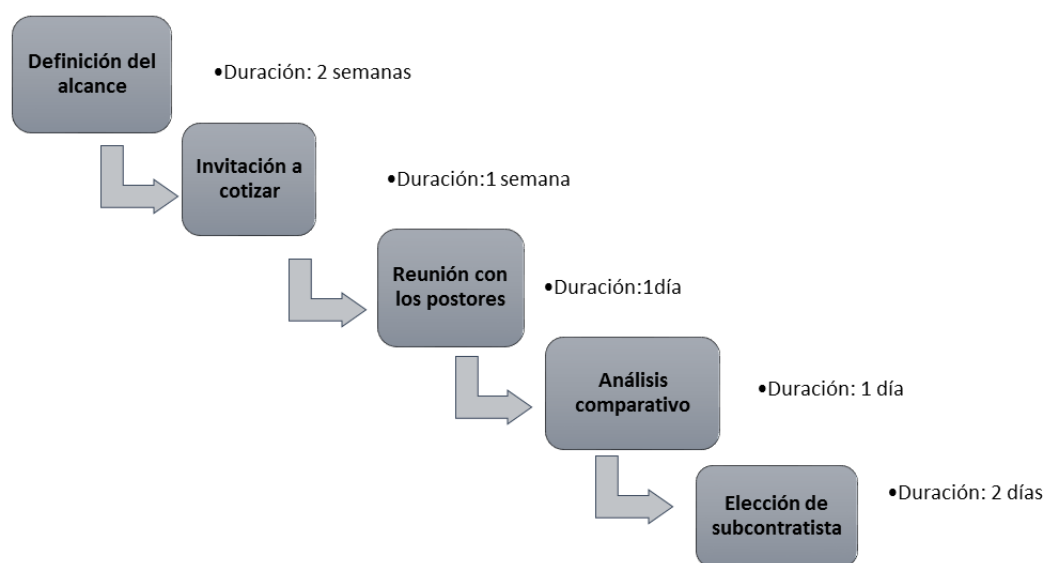 Definición del
alcance
•Duración: 2 semanas
Invitación a
cotizar
•Duración:1 semana
Reunión con
los postores
•Duración:1día
Análisis
comparativo
•Duración: 1 día
Elección de
subcontratista
•Duración: 2 días